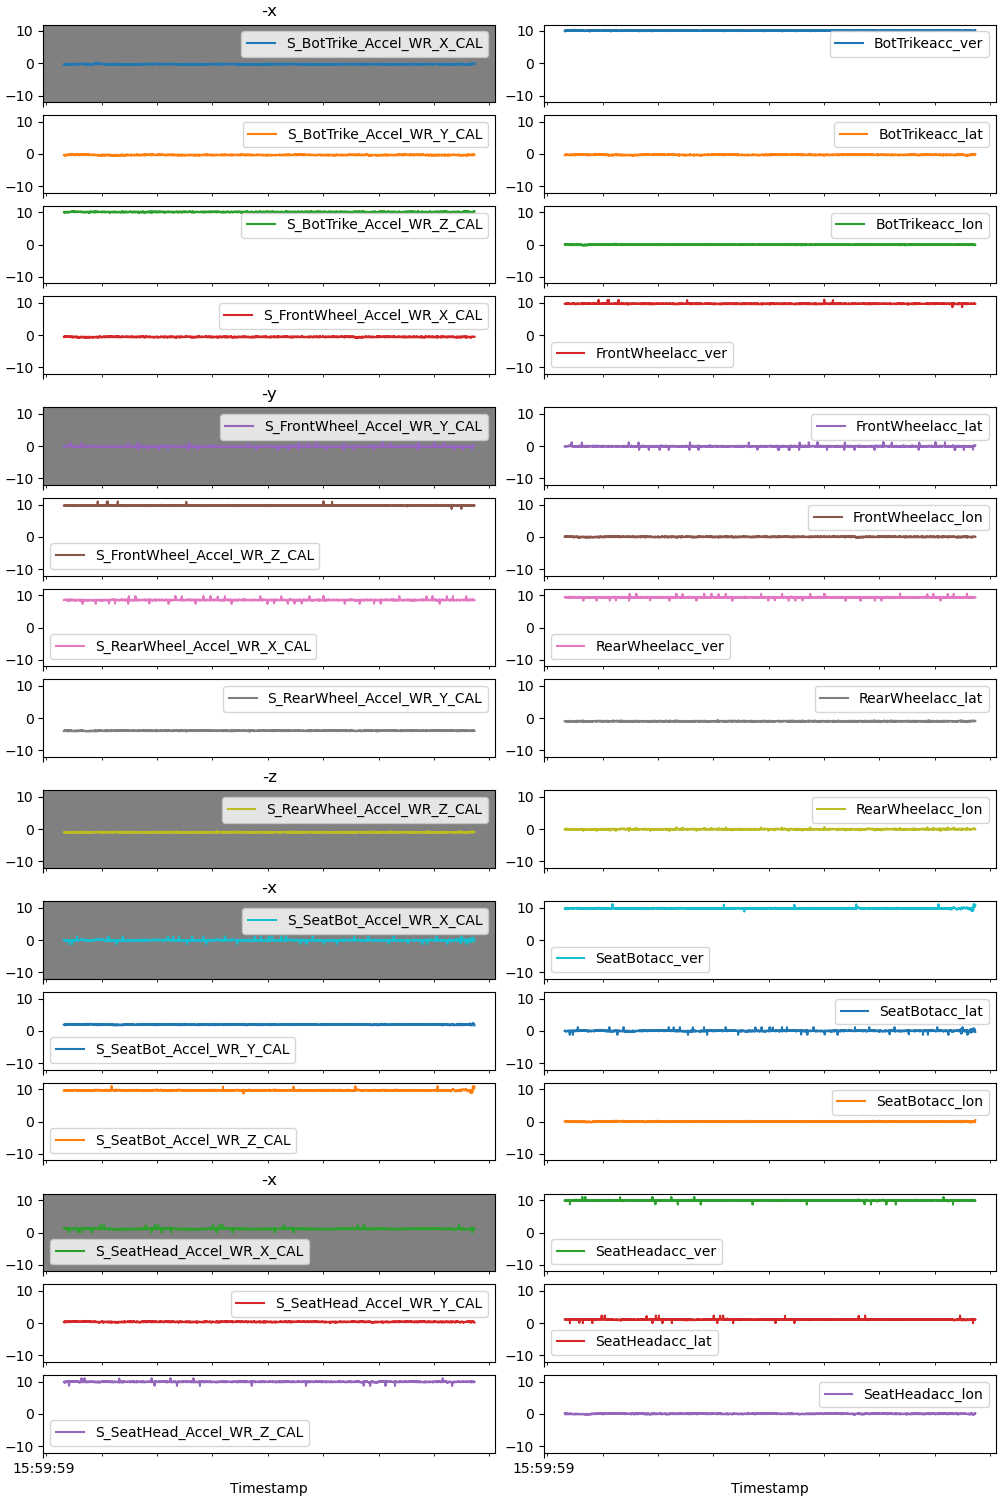 -x
10
0
−10
S_BotTrike_Accel_WR_X_CAL
10
0
−10
BotTrikeacc_ver
10
0
−10
S_BotTrike_Accel_WR_Y_CAL
10
0
−10
BotTrikeacc_lat
10
0
−10
S_BotTrike_Accel_WR_Z_CAL
10
0
−10
BotTrikeacc_lon
10
0
−10
S_FrontWheel_Accel_WR_X_CAL
10
0
−10
FrontWheelacc_ver
-y
10
0
−10
S_FrontWheel_Accel_WR_Y_CAL
10
0
−10
FrontWheelacc_lat
10
0
−10
S_FrontWheel_Accel_WR_Z_CAL
10
0
−10
FrontWheelacc_lon
10
0
−10
S_RearWheel_Accel_WR_X_CAL
10
0
−10
RearWheelacc_ver
10
0
−10
S_RearWheel_Accel_WR_Y_CAL
10
0
−10
RearWheelacc_lat
-z
10
0
−10
S_RearWheel_Accel_WR_Z_CAL
10
0
−10
RearWheelacc_lon
-x
10
0
−10
S_SeatBot_Accel_WR_X_CAL
10
0
−10
SeatBotacc_ver
10
0
−10
S_SeatBot_Accel_WR_Y_CAL
10
0
−10
SeatBotacc_lat
10
0
−10
S_SeatBot_Accel_WR_Z_CAL
10
0
−10
SeatBotacc_lon
-x
10
0
−10
S_SeatHead_Accel_WR_X_CAL
10
0
−10
SeatHeadacc_ver
10
0
−10
S_SeatHead_Accel_WR_Y_CAL
10
0
−10
SeatHeadacc_lat
10
0
−10
S_SeatHead_Accel_WR_Z_CAL
10
0
−10
SeatHeadacc_lon
15:59:59
Timestamp
15:59:59
Timestamp